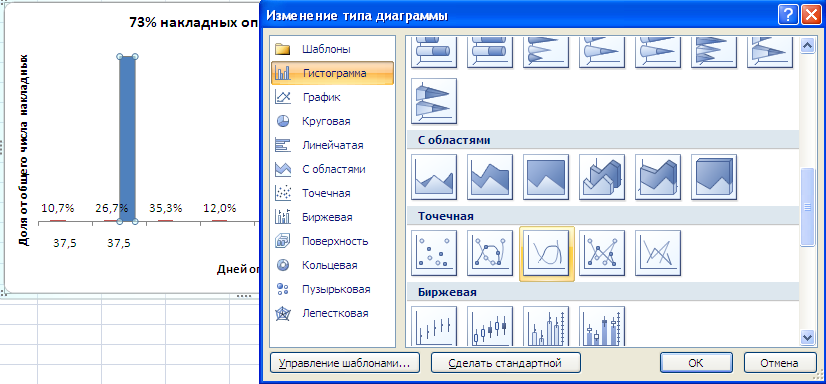 73% накладных оп
Доля от общего числа накладных
10,7% 26,7% 35,3% 12,0%
37,5 37,5
Дней оп
Изменение типа диаграммы
Шаблоны
Гистограмма
График
Круговая
Линейчатая
С областями
Точечная
Биржевая
Поверхность
Кольцевая
Пузырьковая
Лепестковая
С областями
Точечная
Биржевая
Управление шаблонами...
Сделать стандартной
ОК
Отмена